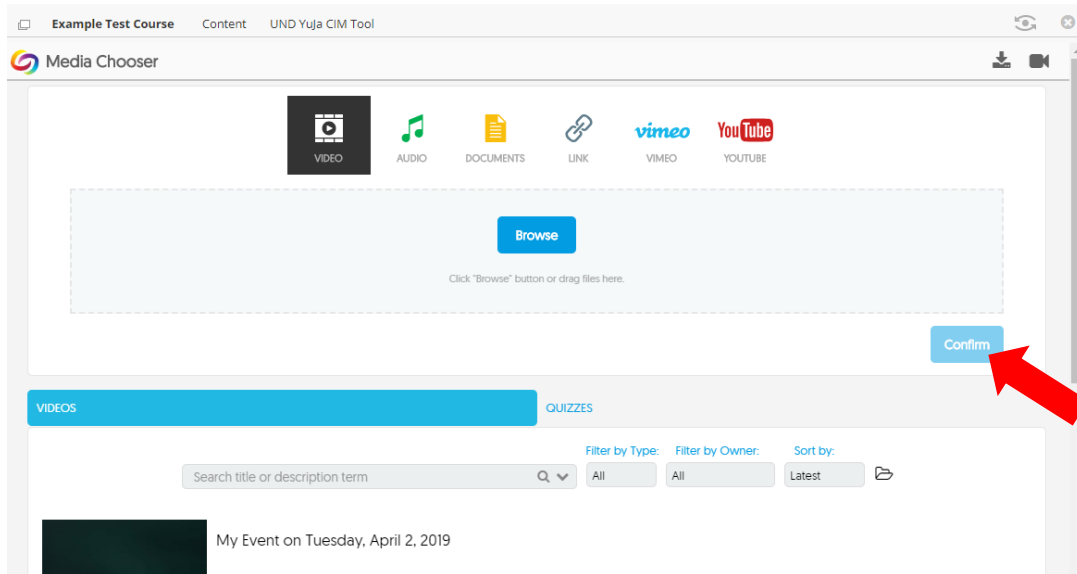 Example Test Course Content UND YuJa CIM Tool
Media Chooser
VIDEO AUDIO DOCUMENTS LINK vimeo VIMEO YouTube YOUTUBE
Browse
Click "Browse" button or drag files here.
Confirm
VIDEOS QUIZZES
Filter by Type: Filter by Owner: Sort by:
Search title or description term All All Latest
My Event on Tuesday, April 2, 2019